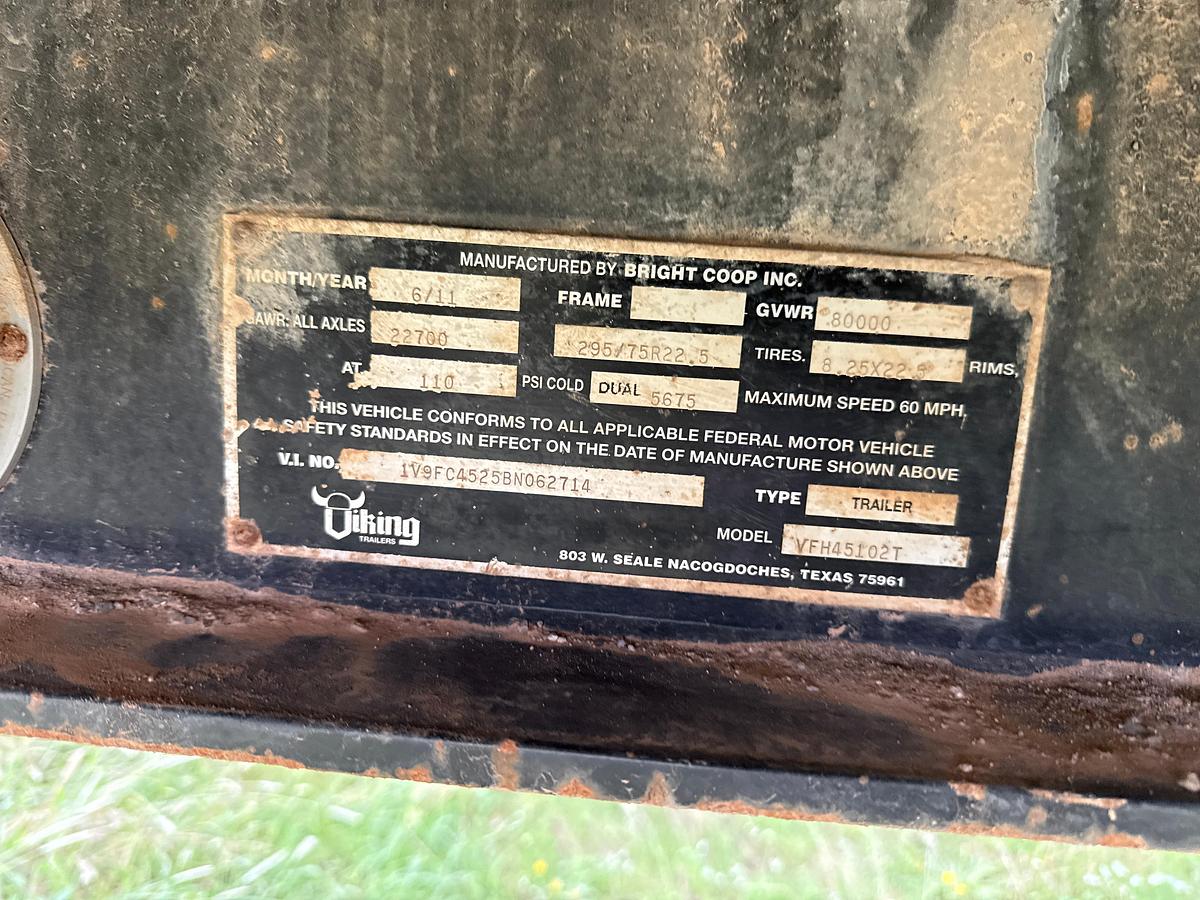 MANUFACTURED BY BRIGHT COOP INC.
MONTH/YEAR 6/11 FRAME GVWR 80000
GAWR: ALL AXLES 22700 295/75R22.5 TIRES. 8.25X22.5 RIMS,
AT 110 PSI COLD DUAL 5675 MAXIMUM SPEED 60 MPH,
THIS VEHICLE CONFORMS TO ALL APPLICABLE FEDERAL MOTOR VEHICLE
SAFETY STANDARDS IN EFFECT ON THE DATE OF MANUFACTURE SHOWN ABOVE
V.I. NO. 1V9FC4525BN062714 TYPE TRAILER
Viking
TRAILERS
MODEL VFH45102T
803 W. SEALE NACOGDOCHES, TEXAS 75961